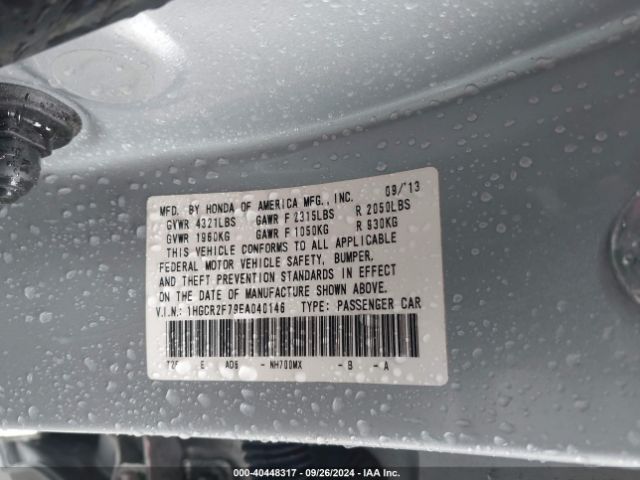 MFD. BY HONDA OF AMERICA MFG., INC. 09/'13
GVWR 4321LBS GAWR F 2315LBS R 2050LBS
GVWR 1960KG GAWR F 1050KG R 930KG
THIS VEHICLE CONFORMS TO ALL APPLICABLE
FEDERAL MOTOR VEHICLE SAFETY, BUMPER,
AND THEFT PREVENTION STANDARDS IN EFFECT
ON THE DATE OF MANUFACTURE SHOWN ABOVE.
V.I.N.: 1HGCR2F79EA040146 TYPE: PASSENGER CAR
E - NH700MX - B - A
000-40448317 - 09/26/2024 - IAA Inc.